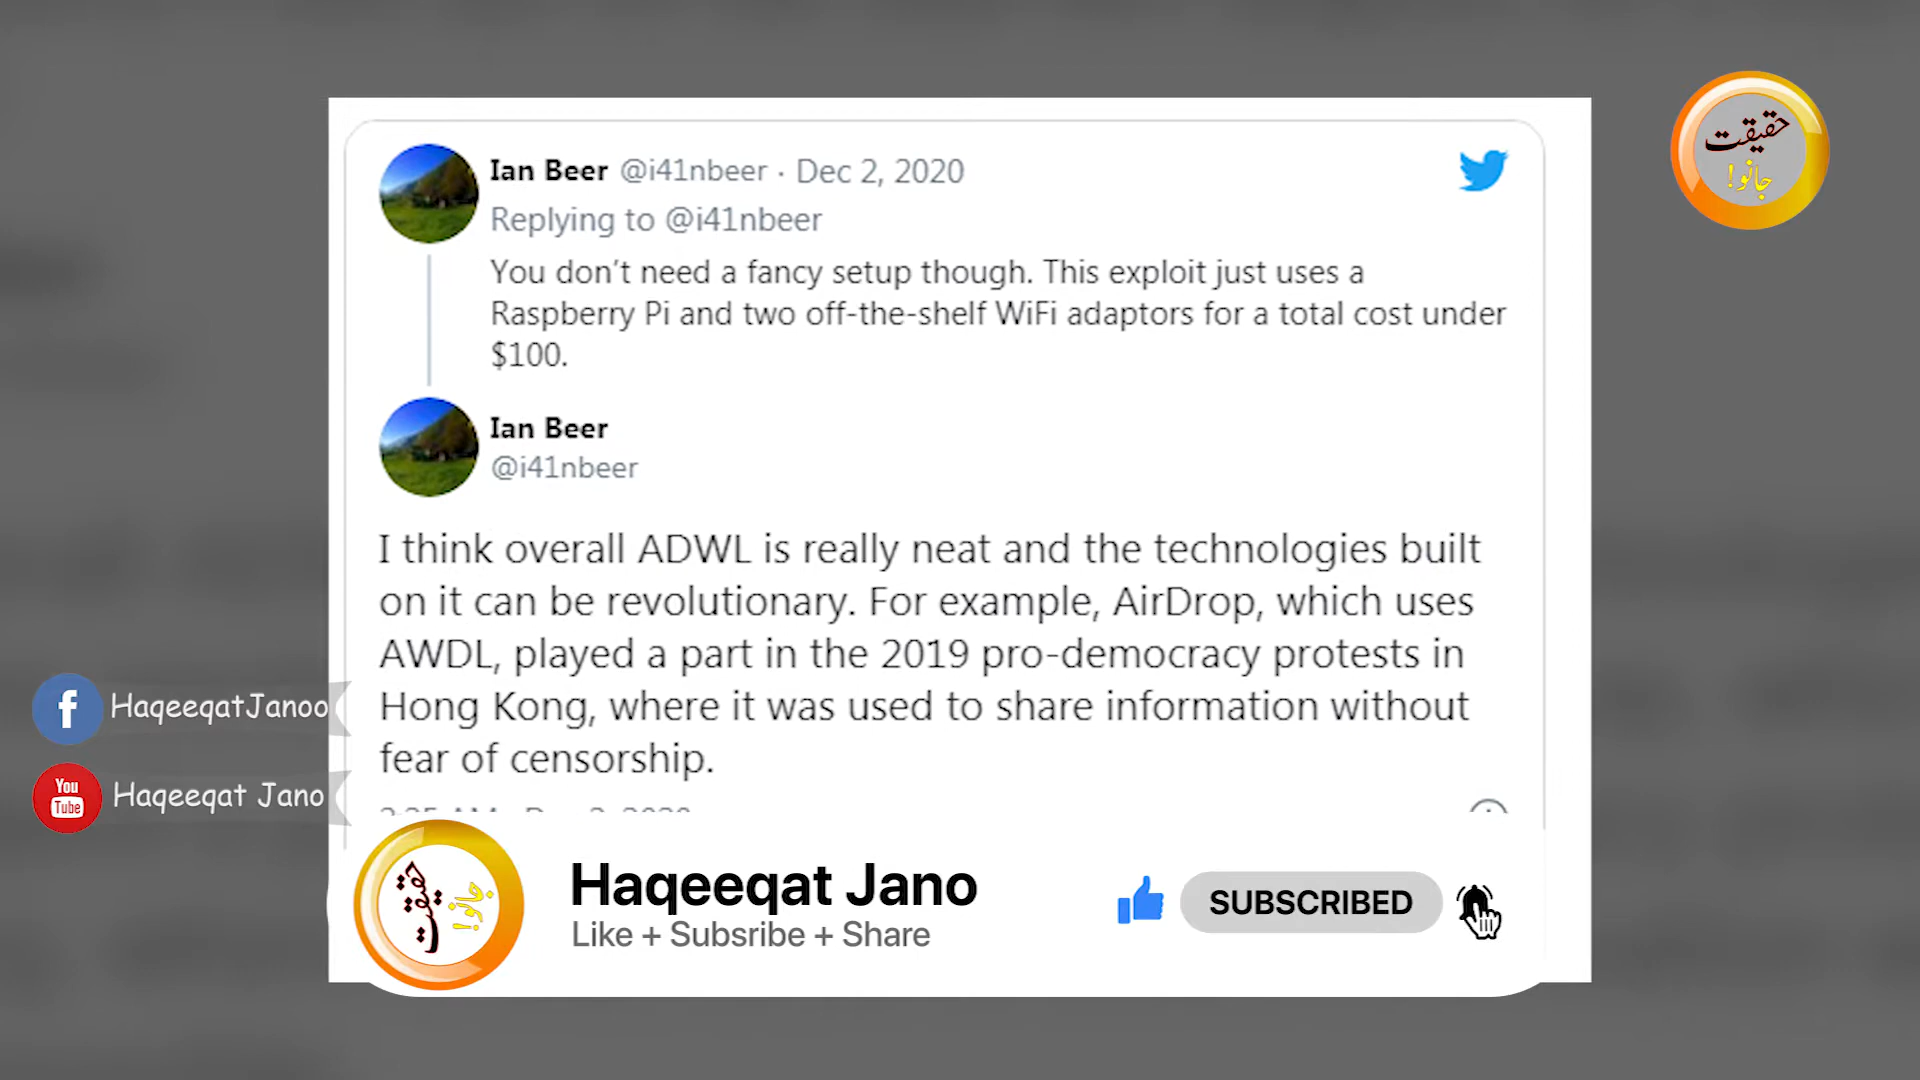 Ian Beer @i41nbeer · Dec 2, 2020
Replying to @i41nbeer
You don't need a fancy setup though. This exploit just uses a
Raspberry Pi and two off-the-shelf WiFi adaptors for a total cost under
$100.
Ian Beer
@i41nbeer
I think overall ADWL is really neat and the technologies built
on it can be revolutionary. For example, AirDrop, which uses
AWDL, played a part in the 2019 pro-democracy protests in
Hong Kong, where it was used to share information without
fear of censorship.
حقیقت
جانو!
f HaqeeqatJanoo
You
Tube
Haqeeqat Jano
حقیقت
جانو!
Haqeeqat Jano
Like + Subsribe + Share
SUBSCRIBED